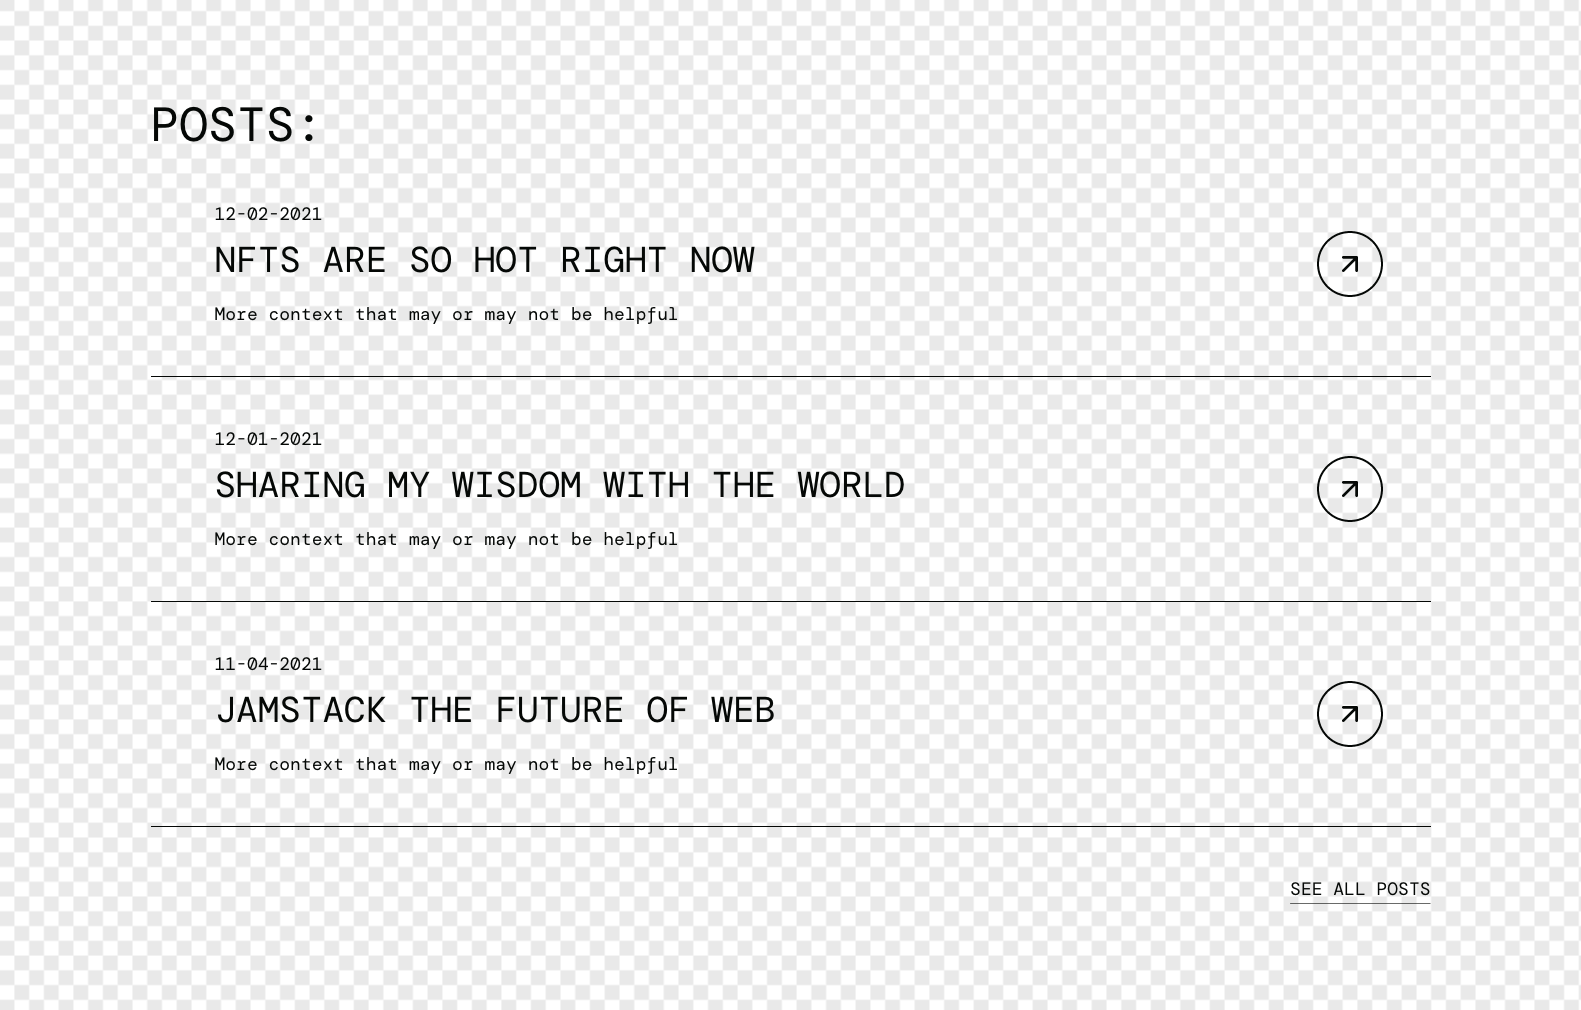 POSTS:
12-02-2021
NFTS ARE SO HOT RIGHT NOW
More context that may or may not be helpful
12-01-2021
SHARING MY WISDOM WITH THE WORLD
More context that may or may not be helpful
11-04-2021
JAMSTACK THE FUTURE OF WEB
More context that may or may not be helpful
SEE ALL POSTS